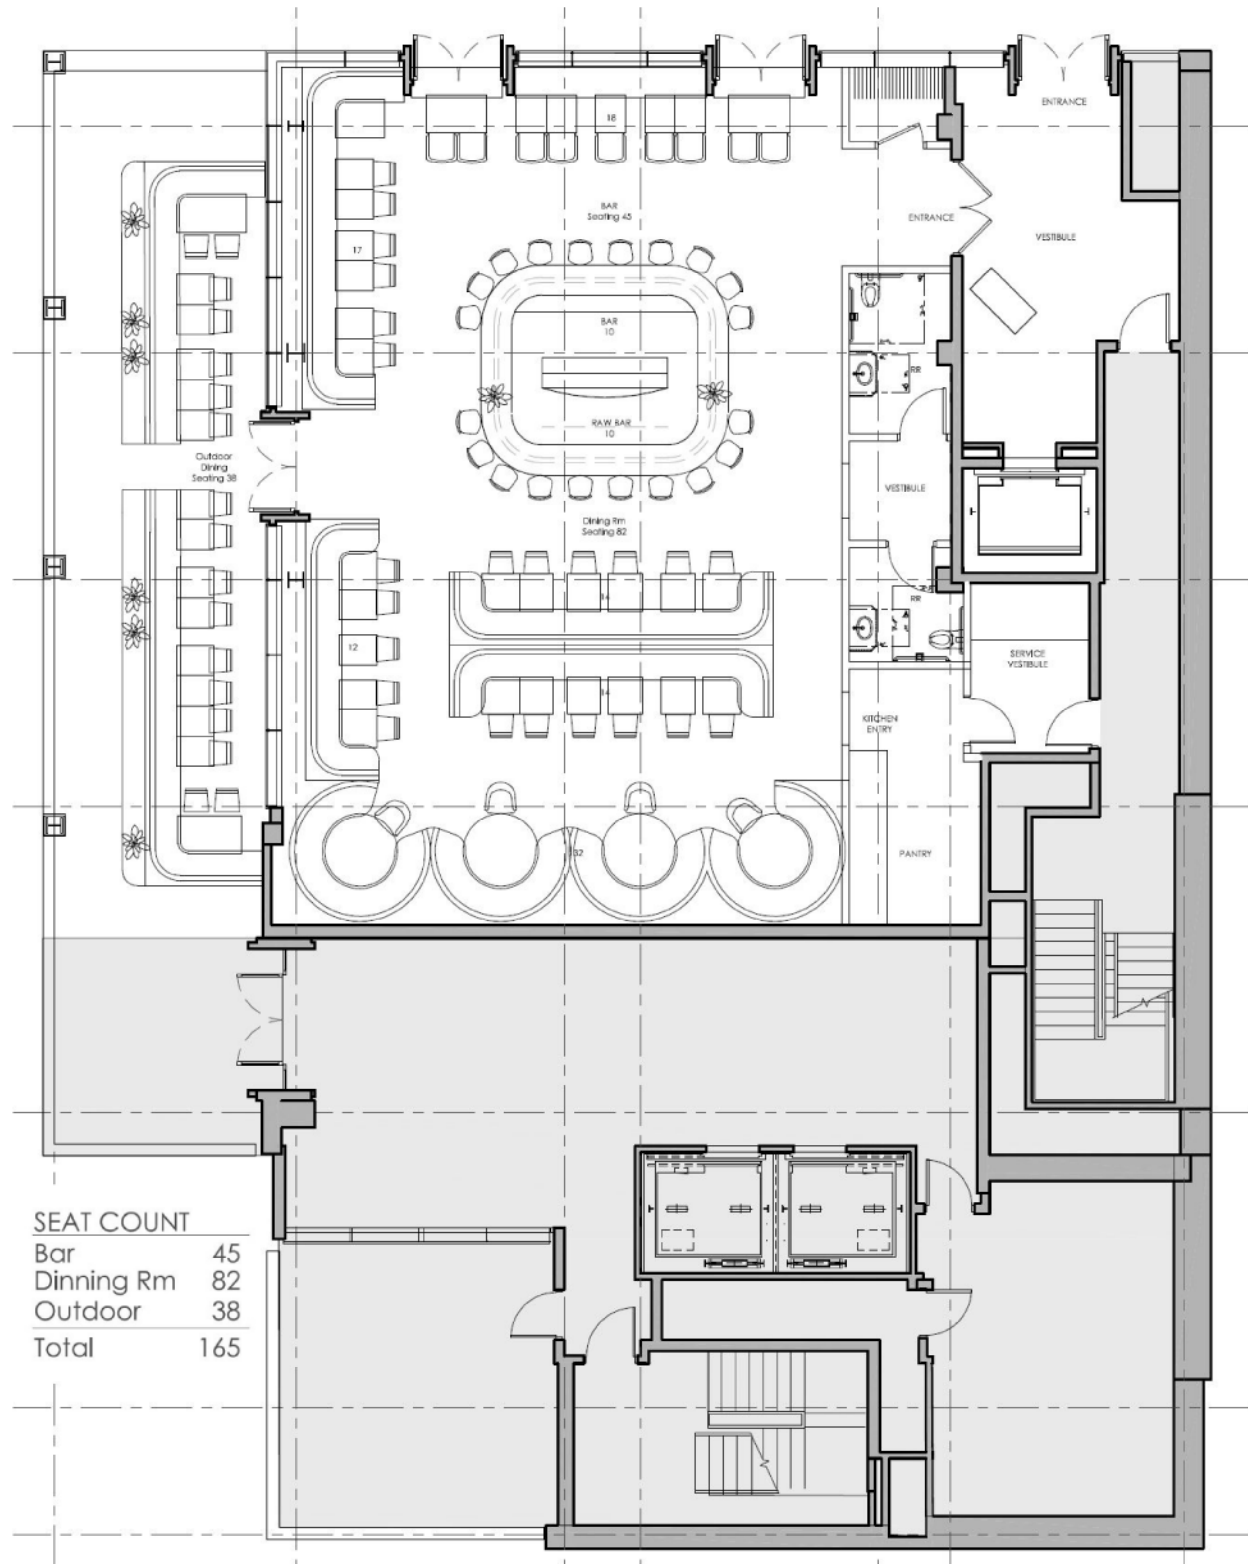 ENTRANCE
18
BAR
Seating 45
ENTRANCE
VESTIBULE
17
BAR
10
RR
RAW BAR
10
Outdoor
Dining
Seating 38
VESTIBULE
Dining Rm
Seating 82
14
RR
12
SERVICE
VESTIBULE
14
KITCHEN
ENTRY
32
PANTRY
SEAT COUNT
Bar 45
Dinning Rm 82
Outdoor 38
Total 165